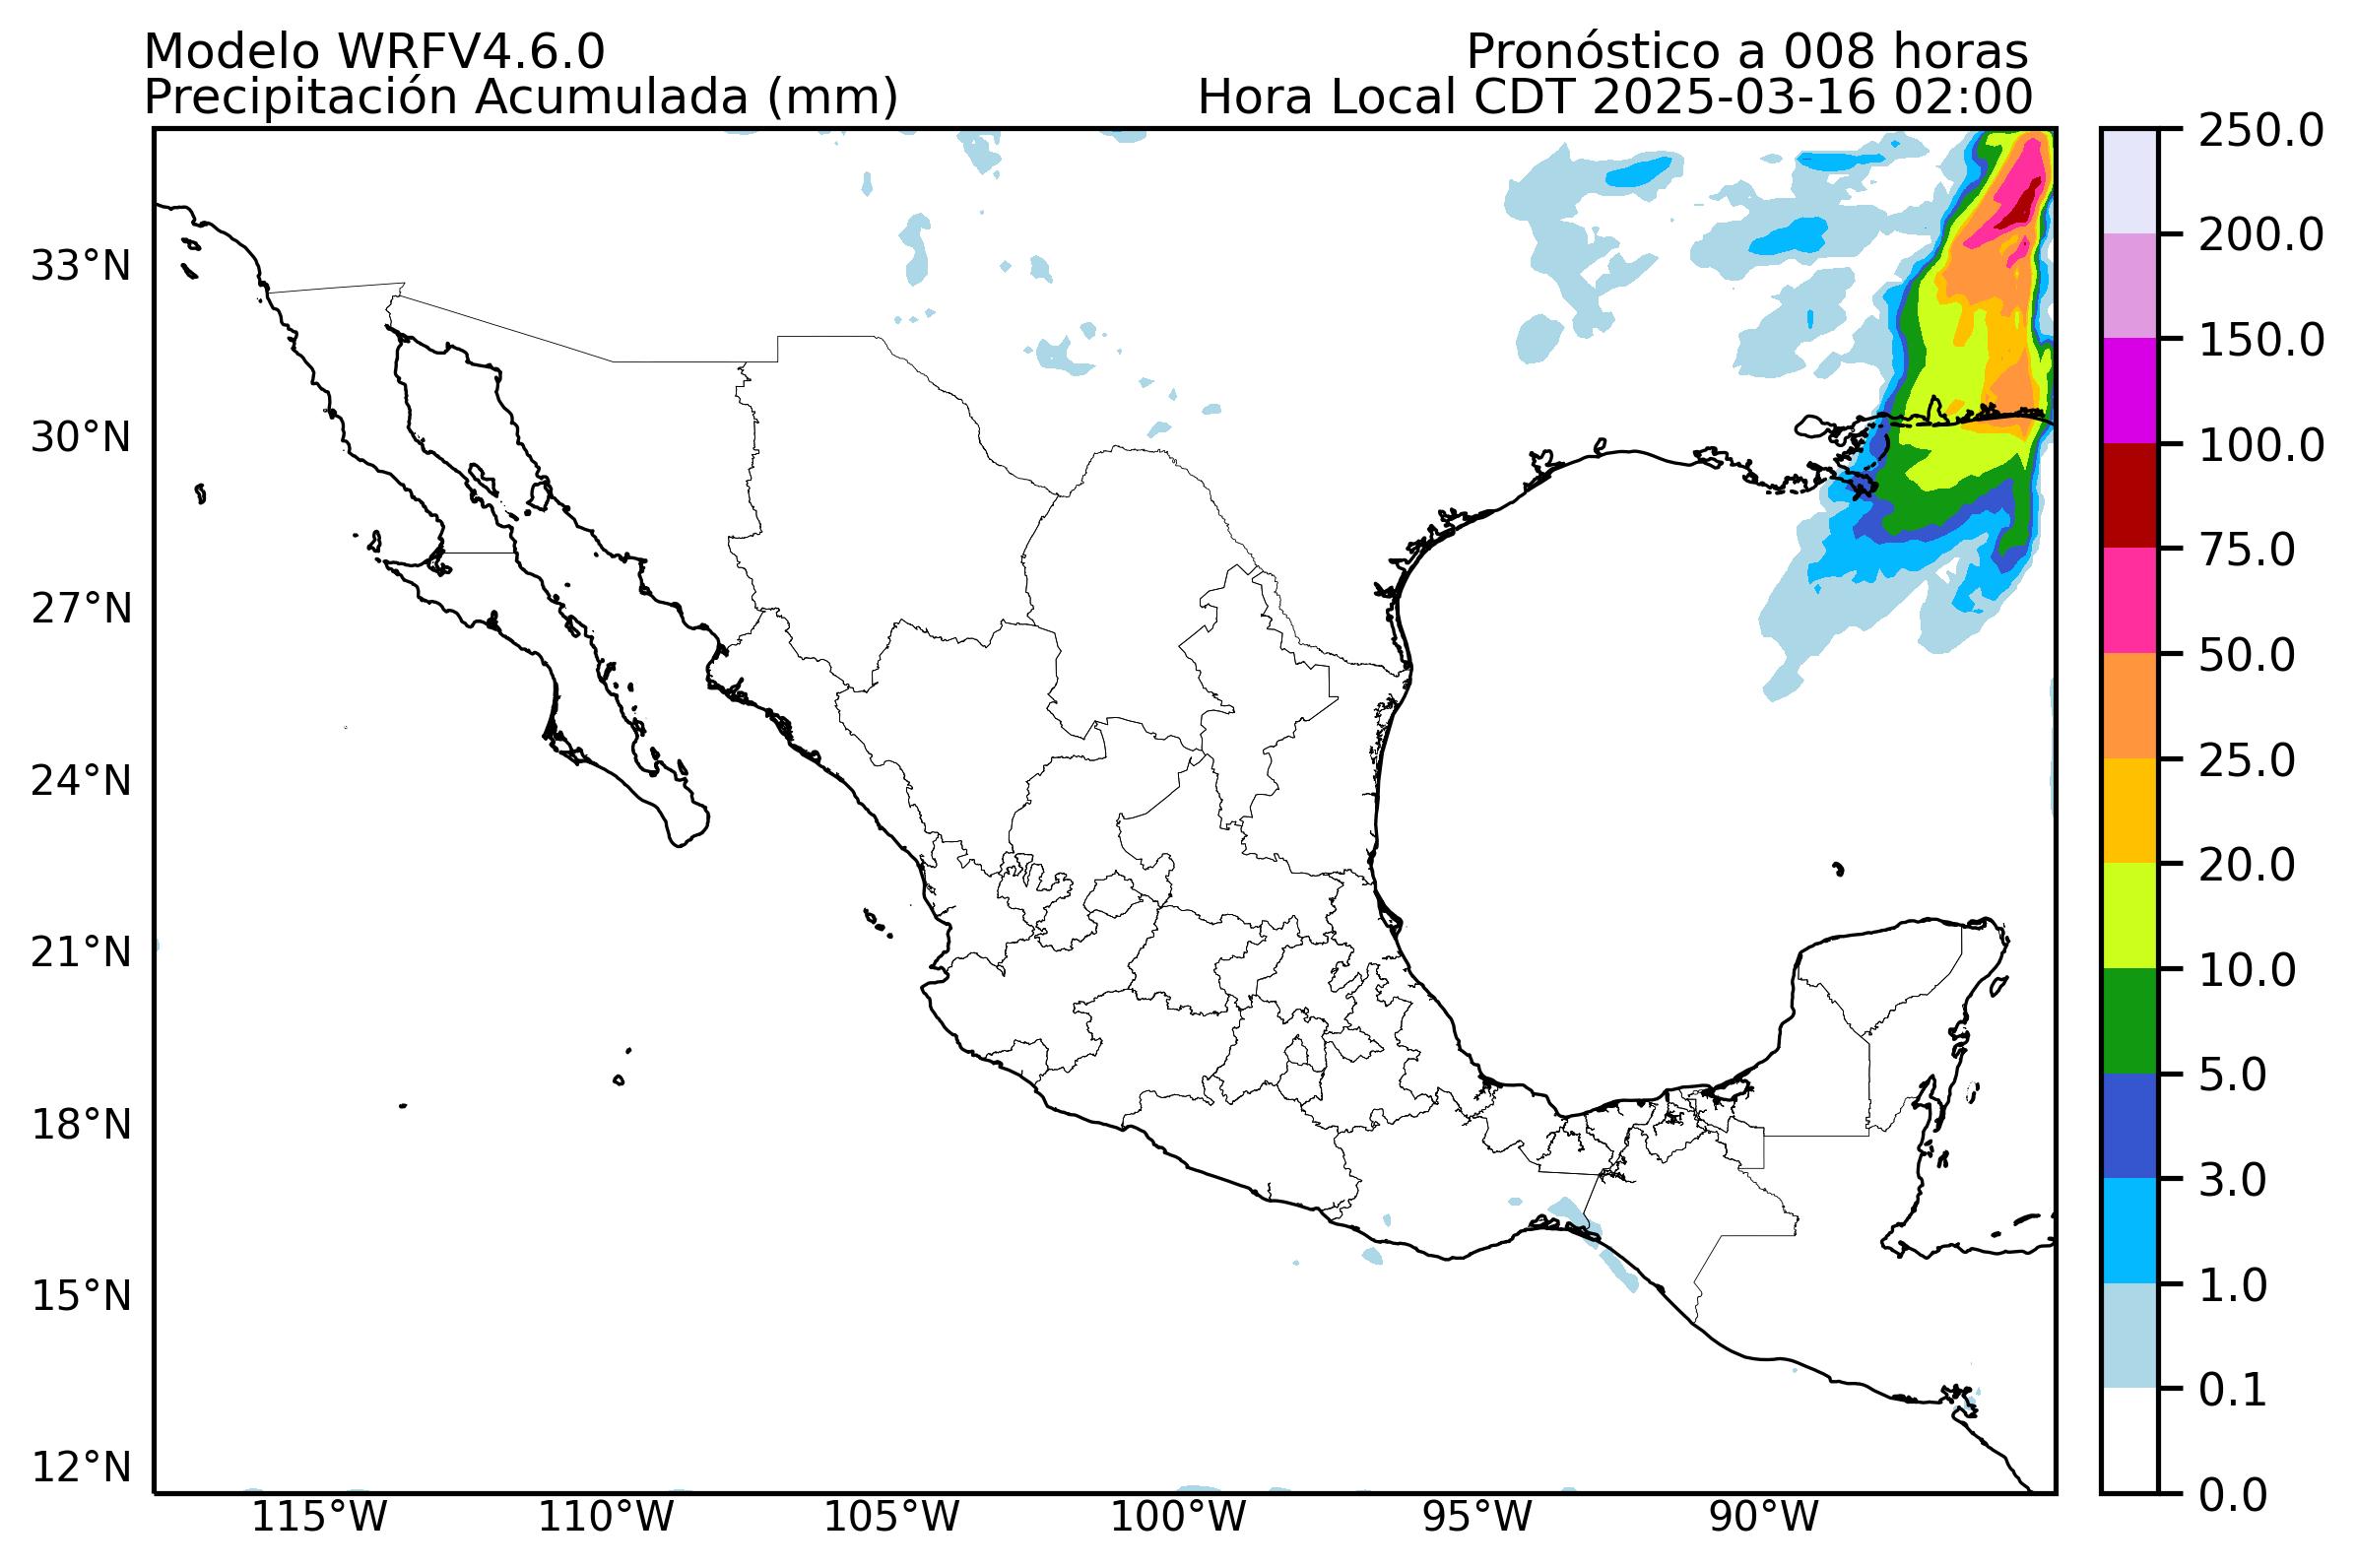 Modelo WRFV4.6.0
Pronóstico a 008 horas
Precipitación Acumulada (mm)
Hora Local CDT 2025-03-16 02:00
33°N
30°N
27°N
24°N
21°N
18°N
15°N
12°N
115°W
110°W
105°W
100°W
95°W
90°W
250.0
200.0
150.0
100.0
75.0
50.0
25.0
20.0
10.0
5.0
3.0
1.0
0.1
0.0